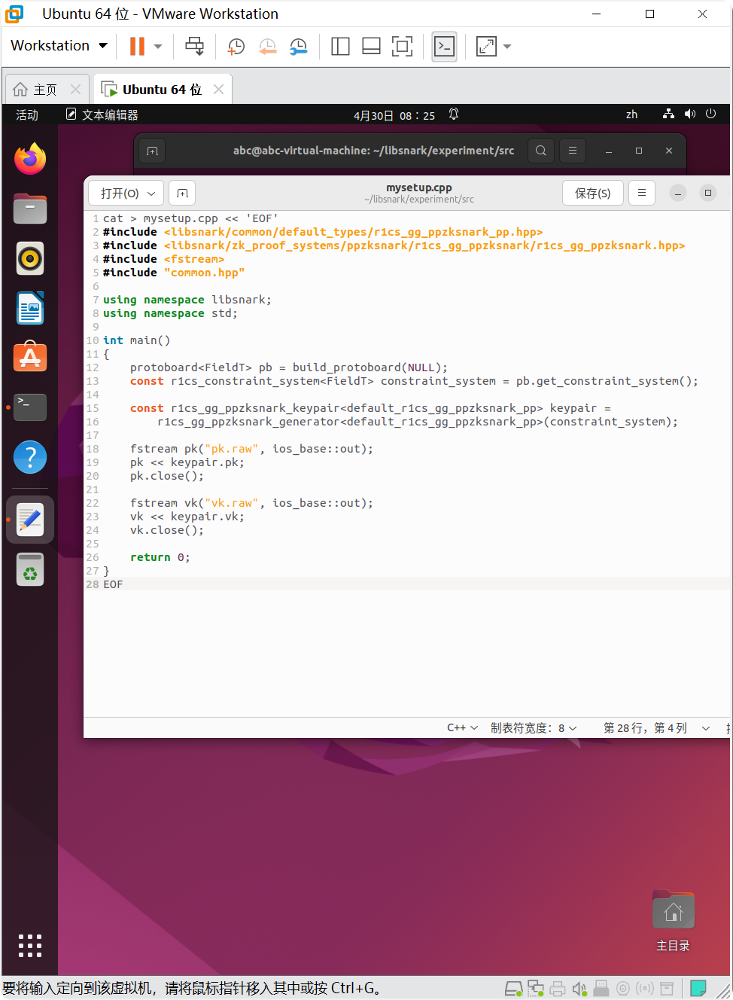 Ubuntu 64 位 - VMware Workstation
Workstation
主页
Ubuntu 64 位
活动
文本编辑器
4月30日 08：25
zh
abc@abc-virtual-machine: ~/libsnark/experiment/src
打开(O)
mysetup.cpp
~/libsnark/experiment/src
保存(S)
1 cat > mysetup.cpp << 'EOF'
2 #include <libsnark/common/default_types/r1cs_gg_ppzksnark_pp.hpp>
3 #include <libsnark/zk_proof_systems/ppzksnark/r1cs_gg_ppzksnark/r1cs_gg_ppzksnark.hpp>
4 #include <fstream>
5 #include "common.hpp"
6
7 using namespace libsnark;
8 using namespace std;
9
10 int main()
11 {
12     protoboard<FieldT> pb = build_protoboard(NULL);
13     const r1cs_constraint_system<FieldT> constraint_system = pb.get_constraint_system();
14
15     const r1cs_gg_ppzksnark_keypair<default_r1cs_gg_ppzksnark_pp> keypair =
16         r1cs_gg_ppzksnark_generator<default_r1cs_gg_ppzksnark_pp>(constraint_system);
17
18     fstream pk("pk.raw", ios_base::out);
19     pk << keypair.pk;
20     pk.close();
21
22     fstream vk("vk.raw", ios_base::out);
23     vk << keypair.vk;
24     vk.close();
25
26     return 0;
27 }
28 EOF
C++
制表符宽度：8
第 28 行，第 4 列
主目录
要将输入定向到该虚拟机，请将鼠标指针移入其中或按 Ctrl+G。